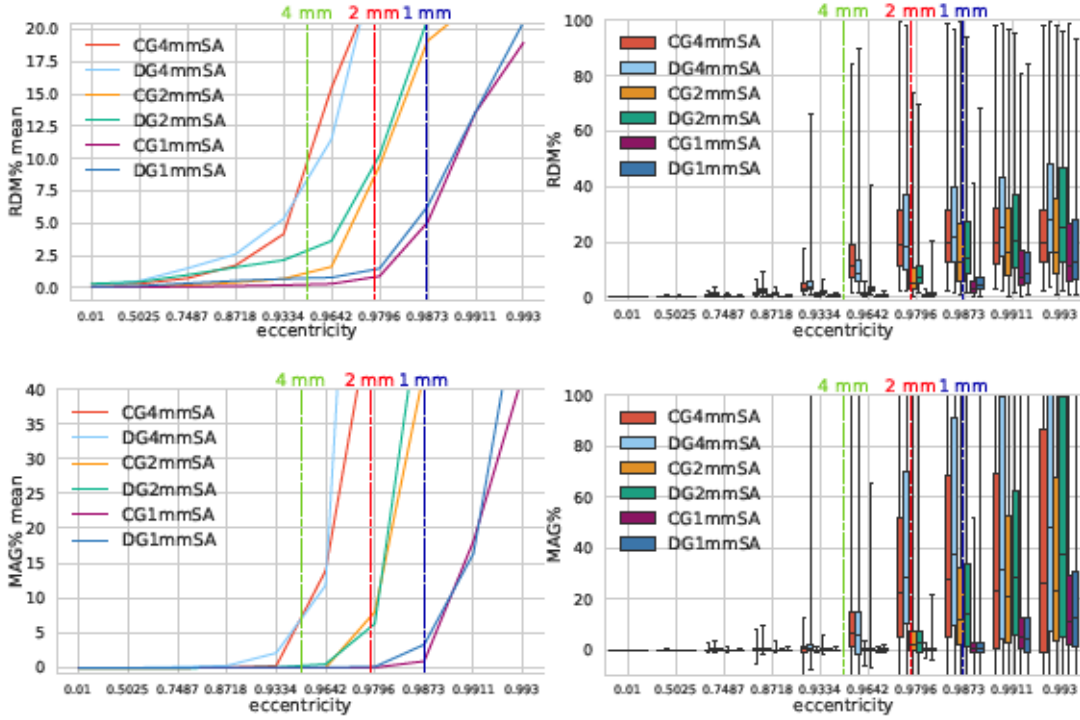 4 mm 2 mm 1 mm
20.0
17.5
15.0
12.5
10.0
7.5
5.0
2.5
0.0
RDM% mean
CG4mmSA
DG4mmSA
CG2mmSA
DG2mmSA
CG1mmSA
DG1mmSA
0.01 0.5025 0.7487 0.8718 0.9334 0.9642 0.9796 0.9873 0.9911 0.993
eccentricity
4 mm 2 mm 1 mm
100
80
60
40
20
0
RDM%
CG4mmSA
DG4mmSA
CG2mmSA
DG2mmSA
CG1mmSA
DG1mmSA
0.01 0.5025 0.7487 0.8718 0.9334 0.9642 0.9796 0.9873 0.9911 0.993
eccentricity
4 mm 2 mm 1 mm
40
35
30
25
20
15
10
5
0
MAG% mean
CG4mmSA
DG4mmSA
CG2mmSA
DG2mmSA
CG1mmSA
DG1mmSA
0.01 0.5025 0.7487 0.8718 0.9334 0.9642 0.9796 0.9873 0.9911 0.993
eccentricity
4 mm 2 mm 1 mm
100
80
60
40
20
0
MAG%
CG4mmSA
DG4mmSA
CG2mmSA
DG2mmSA
CG1mmSA
DG1mmSA
0.01 0.5025 0.7487 0.8718 0.9334 0.9642 0.9796 0.9873 0.9911 0.993
eccentricity